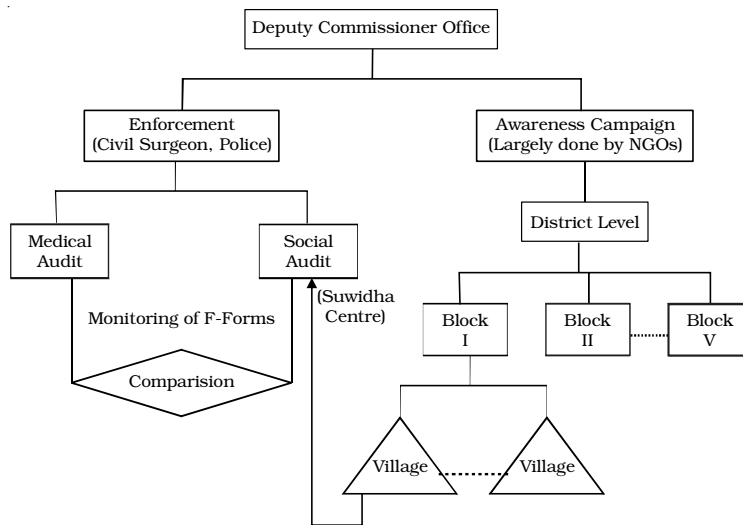 Deputy Commissioner Office
Enforcement
(Civil Surgeon, Police)
Awareness Campaign
(Largely done by NGOs)
Medical
Audit
Social
Audit
District Level
(Suwidha
Centre)
Monitoring of F-Forms
Block
I
Block
II
Block
V
Comparision
Village
Village